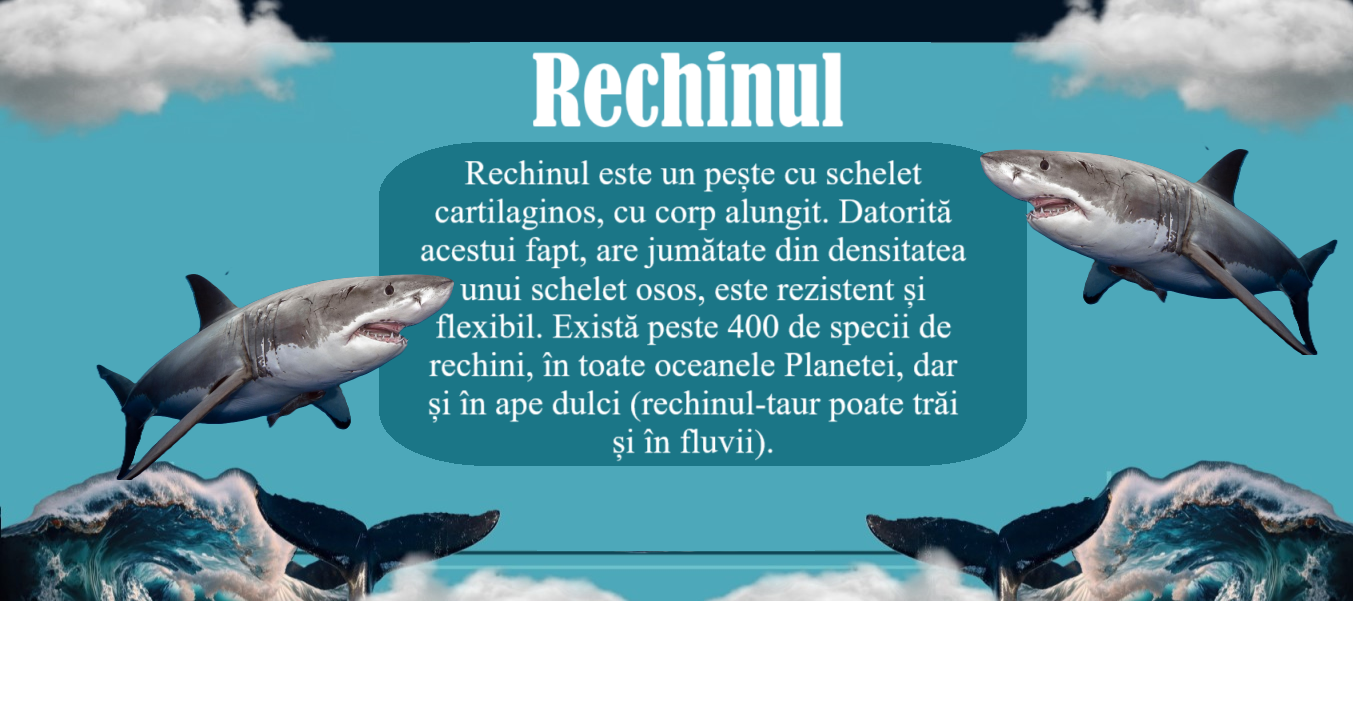 Rechinul
Rechinul este un pește cu schelet
cartilaginos, cu corp alungit. Datorită
acestui fapt, are jumătate din densitatea
unui schelet osos, este rezistent și
flexibil. Există peste 400 de specii de
rechini, în toate oceanele Planetei, dar
și în ape dulci (rechinul-taur poate trăi
și în fluvii).